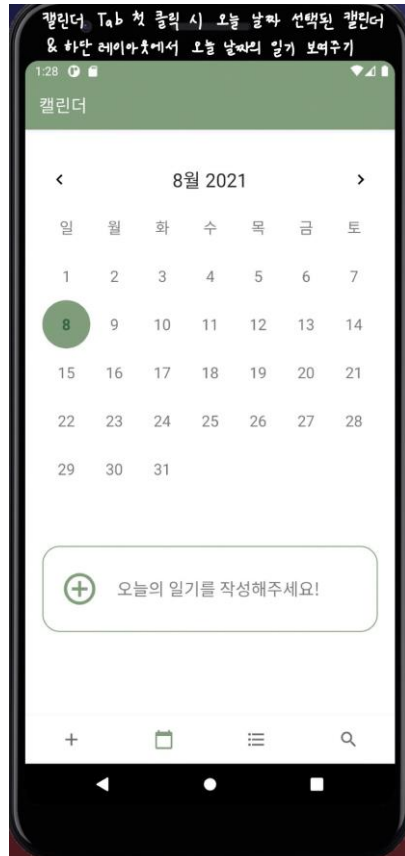 캘린더 Tab 첫 클릭 시 오늘 날짜 선택된 캘린더
& 하단 레이아웃에서 오늘 날짜의 일기 보여주기
1:28
캘린더
8월 2021
일 월 화 수 목 금 토
1 2 3 4 5 6 7
8 9 10 11 12 13 14
15 16 17 18 19 20 21
22 23 24 25 26 27 28
29 30 31
오늘의 일기를 작성해주세요!